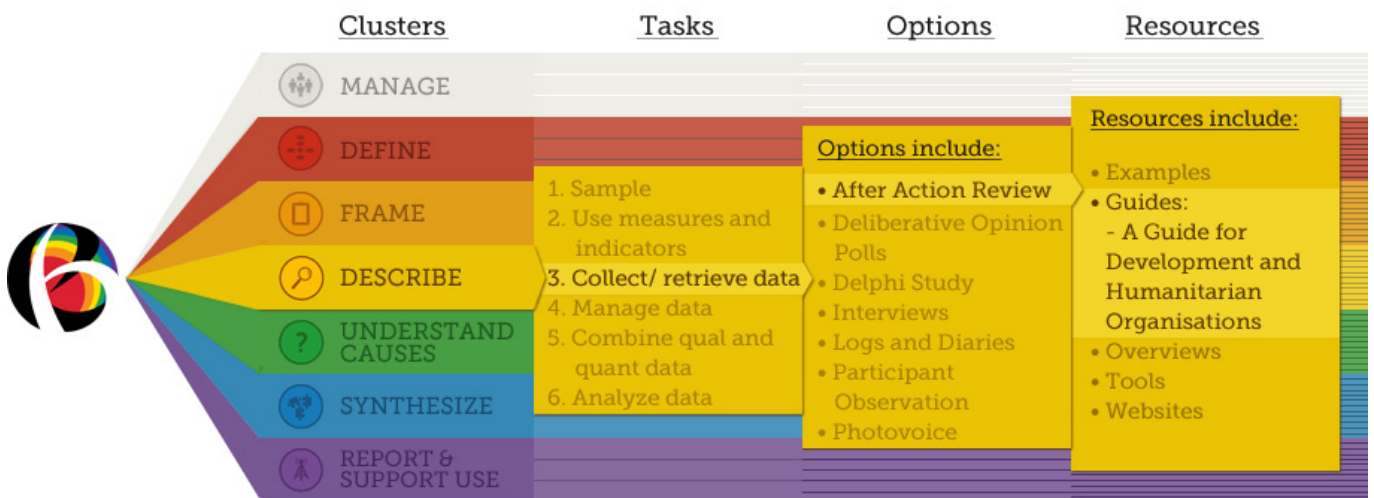 Clusters
Tasks
Options
Resources
MANAGE
DEFINE
FRAME
DESCRIBE
? UNDERSTAND
CAUSES
SYNTHESIZE
REPORT &
SUPPORT USE
1. Sample
2. Use measures and
indicators
3. Collect/ retrieve data
4. Manage data
5. Combine qual and
quant data
6. Analyze data
Options include:
• After Action Review
• Deliberative Opinion
Polls
• Delphi Study
• Interviews
• Logs and Diaries
• Participant
Observation
• Photovoice
Resources include:
• Examples
• Guides:
- A Guide for
Development and
Humanitarian
Organisations
• Overviews
• Tools
• Websites